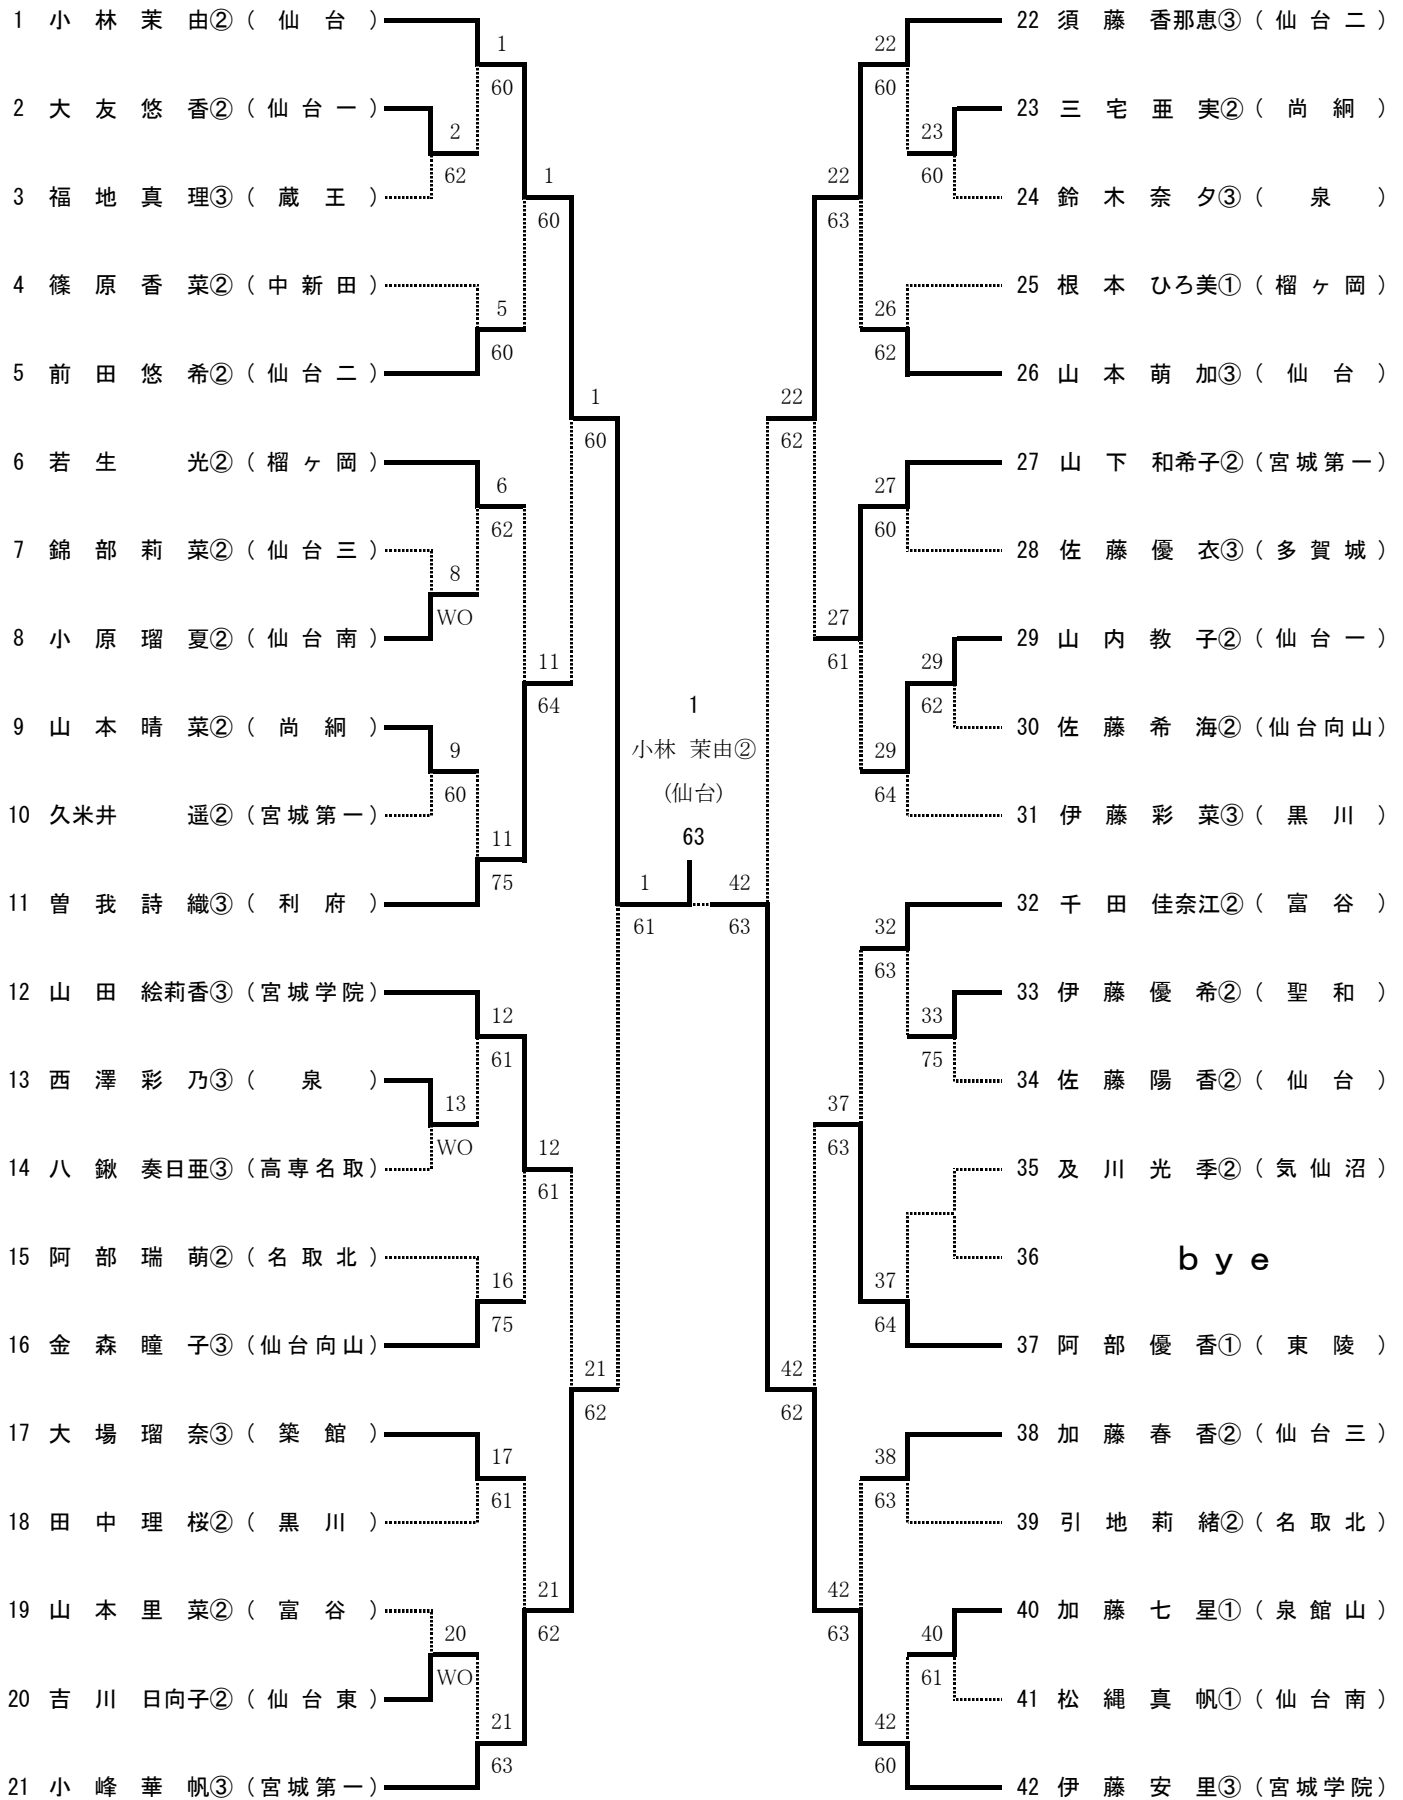 1 小林茉由② (仙台)
2 大友悠香② (仙台一)
3 福地真理③ (蔵王)
4 篠原香菜② (中新田)
5 前田悠希② (仙台二)
6 若生光② (榴ヶ岡)
7 錦部莉菜② (仙台三)
8 小原瑠夏② (仙台南)
9 山本晴菜② (尚絅)
10 久米井遥② (宮城第一)
11 曽我詩織③ (利府)
12 山田絵莉香③ (宮城学院)
13 西澤彩乃③ (泉)
14 八鍬奏日亜③ (高専名取)
15 阿部瑞萌② (名取北)
16 金森瞳子③ (仙台向山)
17 大場瑠奈③ (築館)
18 田中理桜② (黒川)
19 山本里菜② (富谷)
20 吉川日向子② (仙台東)
21 小峰華帆③ (宮城第一)
2
62
8
WO
9
60
13
WO
20
WO
1
60
5
60
6
62
11
75
12
61
16
75
17
61
21
63
1
60
11
64
12
61
21
62
1
60
21
62
1
61
1
小林 茉由②
(仙台)
63
42
63
22
62
42
62
22
63
27
61
37
63
42
63
22
60
26
62
27
60
29
64
32
63
37
64
38
63
42
60
23
60
29
62
33
75
40
61
22 須藤香那恵③ (仙台二)
23 三宅亜実② (尚絅)
24 鈴木奈夕③ (泉)
25 根本ひろ美① (榴ヶ岡)
26 山本萌加③ (仙台)
27 山下和希子② (宮城第一)
28 佐藤優衣③ (多賀城)
29 山内教子② (仙台一)
30 佐藤希海② (仙台向山)
31 伊藤彩菜③ (黒川)
32 千田佳奈江② (富谷)
33 伊藤優希② (聖和)
34 佐藤陽香② (仙台)
35 及川光季② (気仙沼)
36 bye
37 阿部優香① (東陵)
38 加藤春香② (仙台三)
39 引地莉緒② (名取北)
40 加藤七星① (泉館山)
41 松縄真帆① (仙台南)
42 伊藤安里③ (宮城学院)